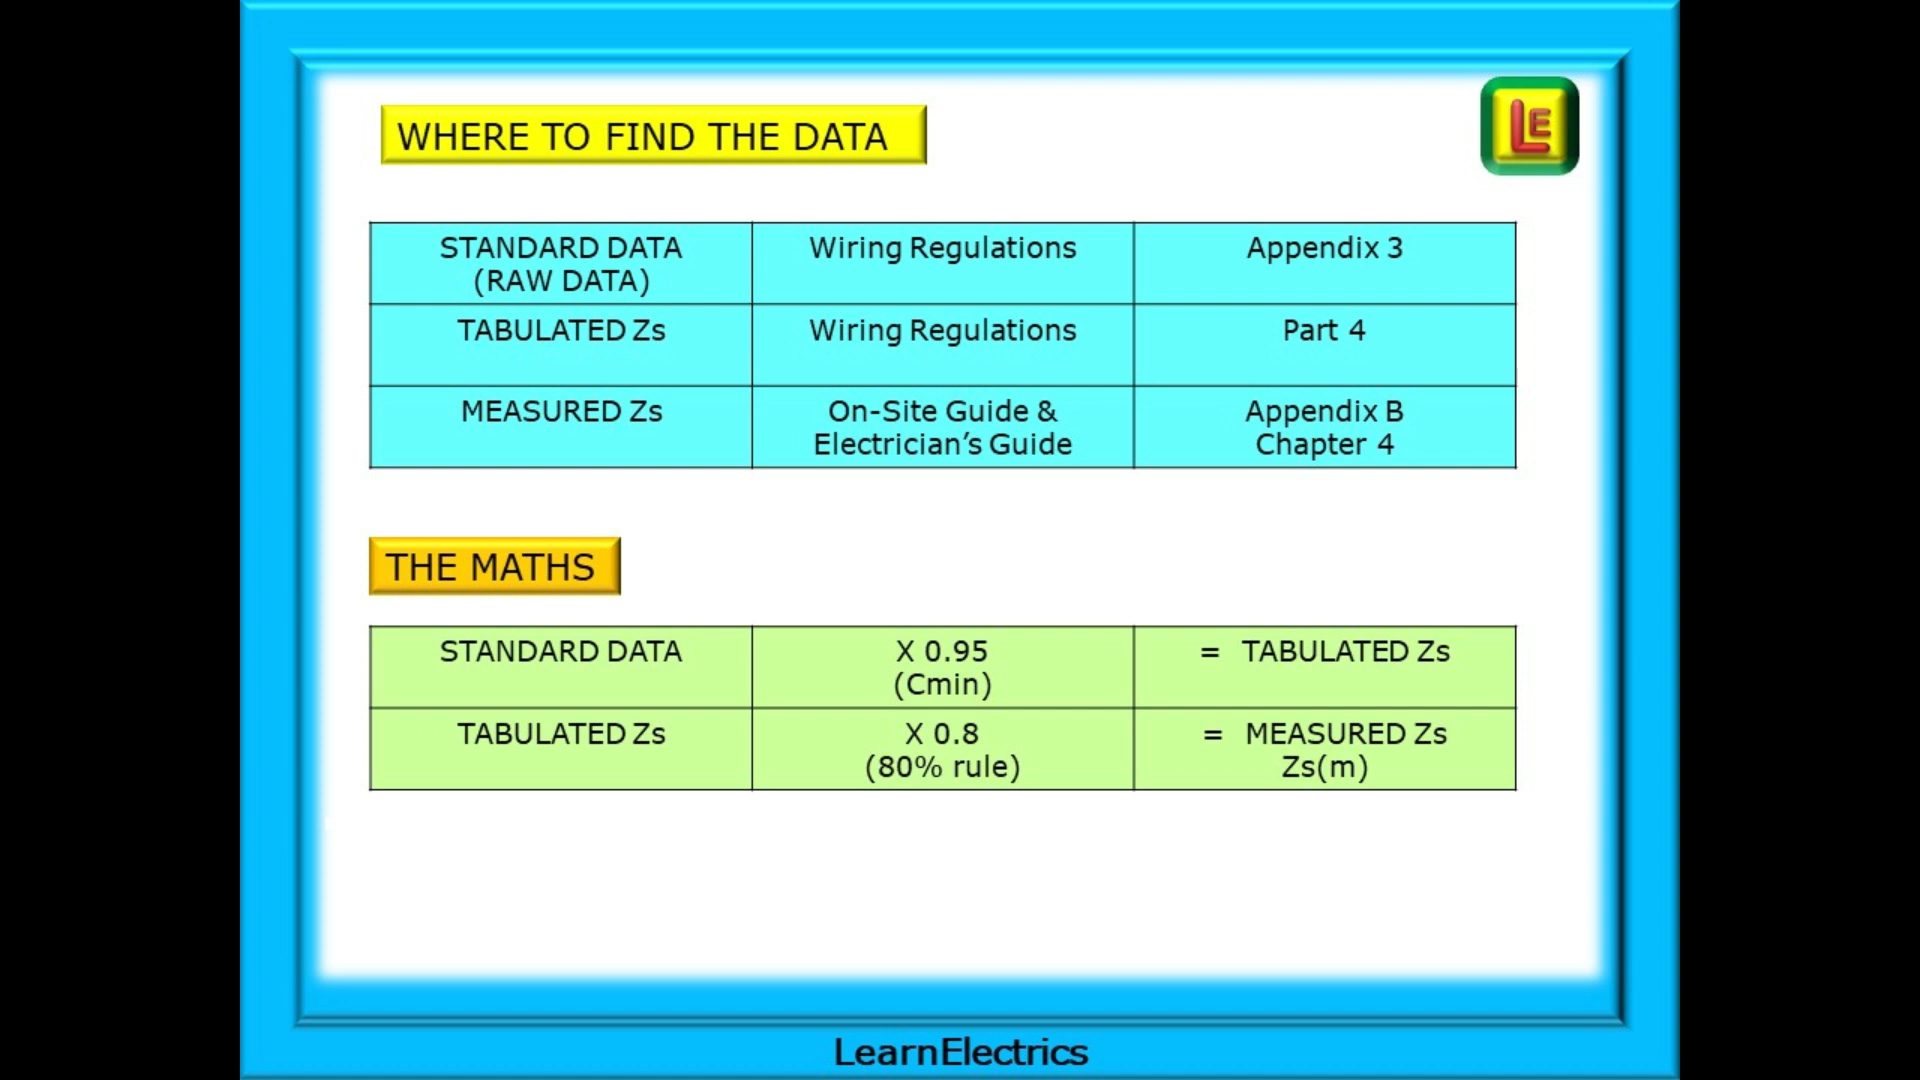 WHERE TO FIND THE DATA
LE
STANDARD DATA
(RAW DATA)
Wiring Regulations
Appendix 3
TABULATED Zs
Wiring Regulations
Part 4
MEASURED Zs
On-Site Guide &
Electrician’s Guide
Appendix B
Chapter 4
THE MATHS
STANDARD DATA
X 0.95
(Cmin)
= TABULATED Zs
TABULATED Zs
X 0.8
(80% rule)
= MEASURED Zs
Zs(m)
LearnElectrics